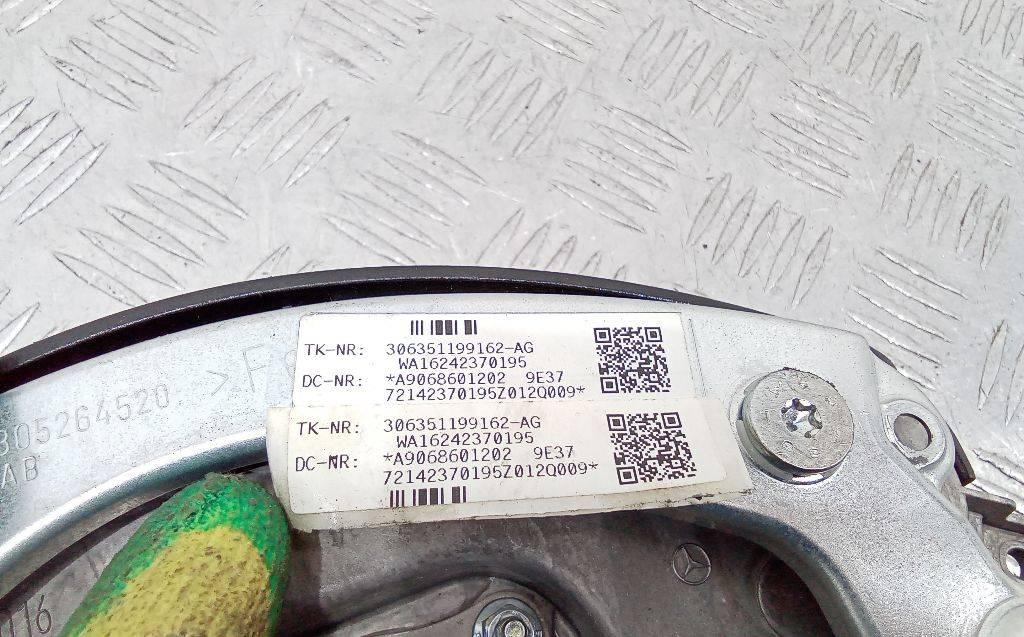 TK-NR: 306351199162-AG
WA16242370195
DC-NR: *A9068601202 9E37
72142370195Z012Q009*
TK-NR: 306351199162-AG
WA16242370195
DC-NR: *A9068601202 9E37
72142370195Z012Q009*
305264520 >F
AB